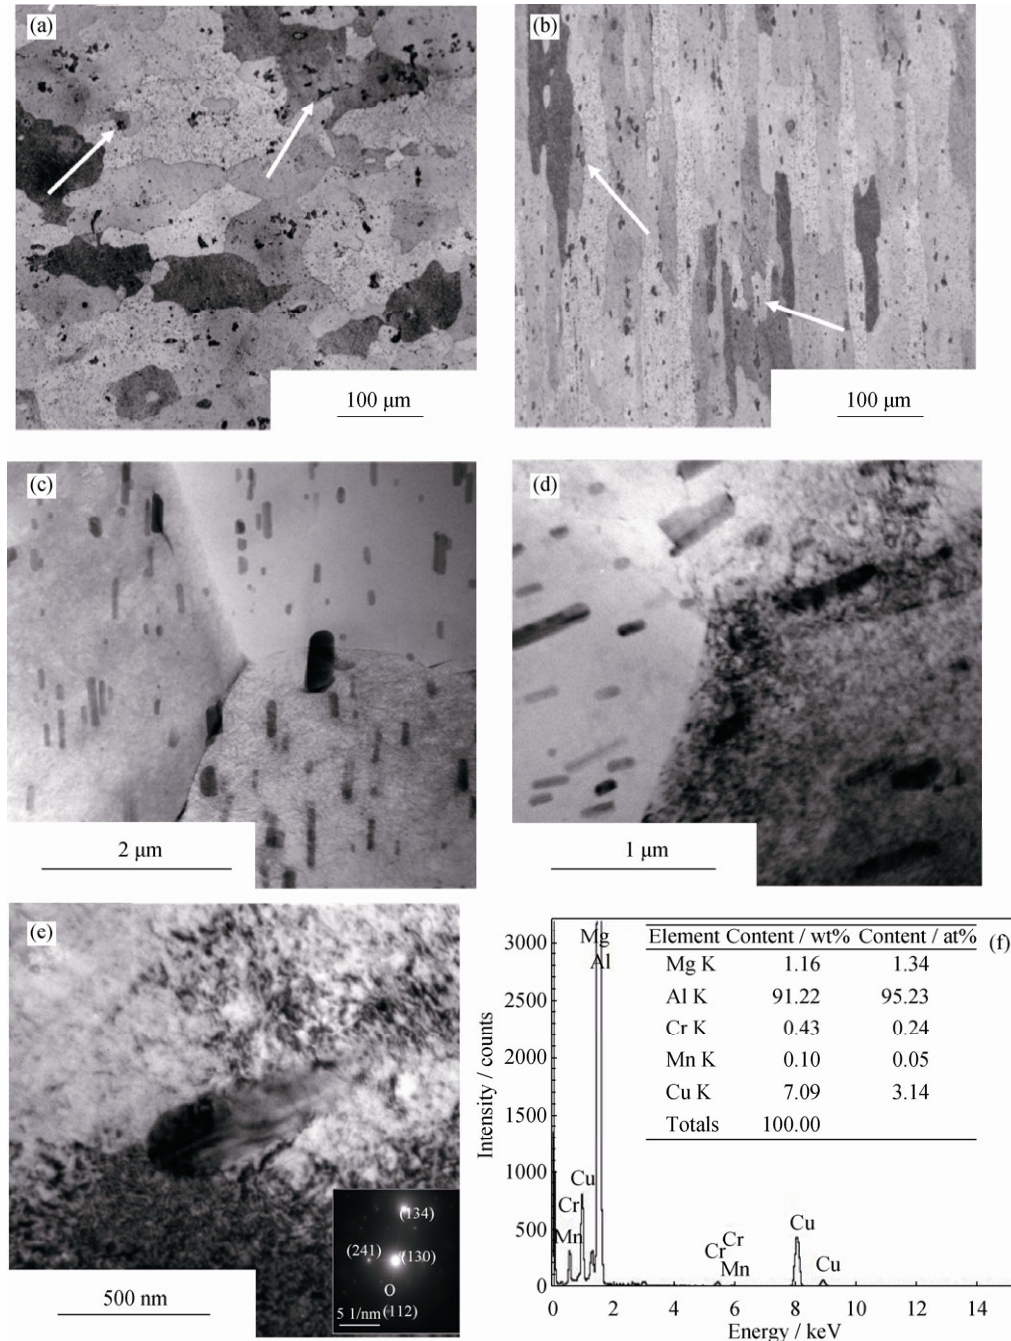 (a)
(b)
100 μm
100 μm
(c)
(d)
2 μm
1 μm
(e)
(134)
(241)
(130)
O
(112)
5 1/nm
500 nm
(f)
Element Content / wt% Content / at%
Mg K 1.16 1.34
Al K 91.22 95.23
Cr K 0.43 0.24
Mn K 0.10 0.05
Cu K 7.09 3.14
Totals 100.00
Mg
Al
Cu
Cr
Mn
Cr
Cr
Mn
Cu
Cu
3000
2500
2000
1500
1000
500
0
0 2 4 6 8 10 12 14
Intensity / counts
Energy / keV